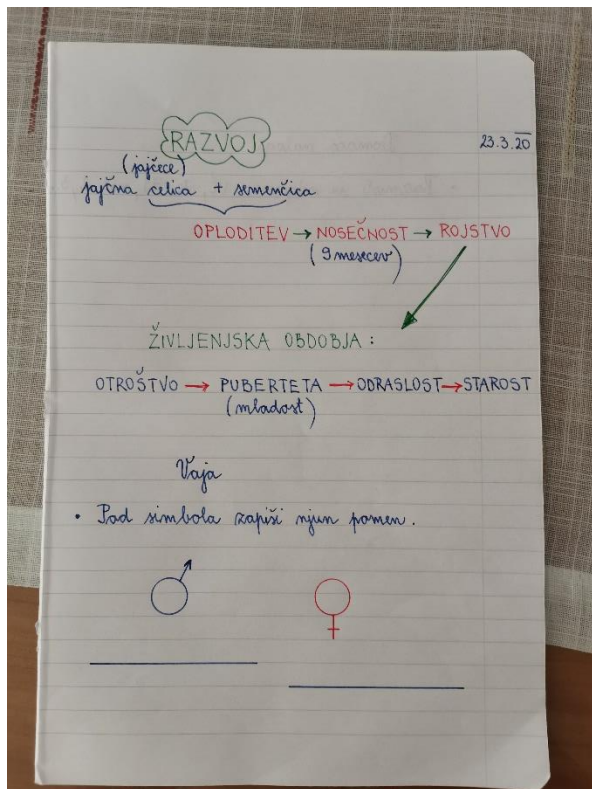 RAZVOJ
23.3.20
(jajčece)
jajčna celica + semenčica
OPLODITEV → NOSEČNOST → ROJSTVO
(9 mesecev)
ŽIVLJENJSKA OBDOBJA :
OTROŠTVO → PUBERTETA → ODRASLOST → STAROST
(mladost)
Vaja
• Pod simbola zapiši njun pomen.